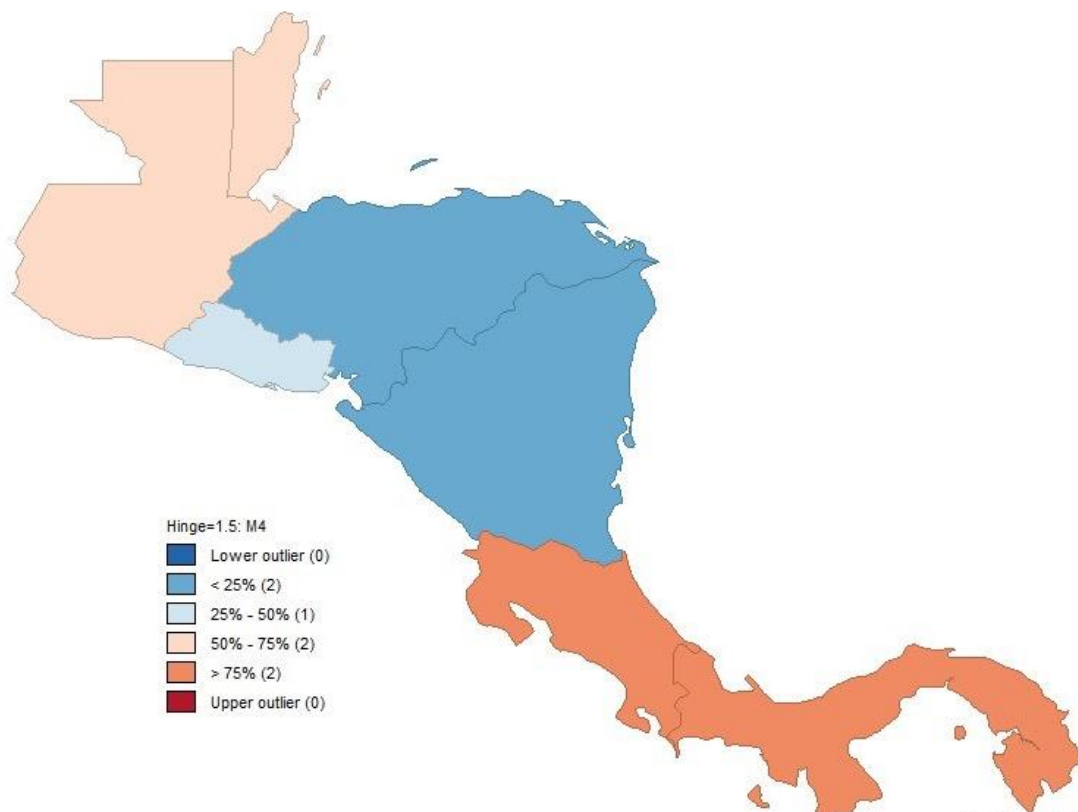 Hinge=1.5: M4
Lower outlier (0)
< 25% (2)
25% - 50% (1)
50% - 75% (2)
> 75% (2)
Upper outlier (0)